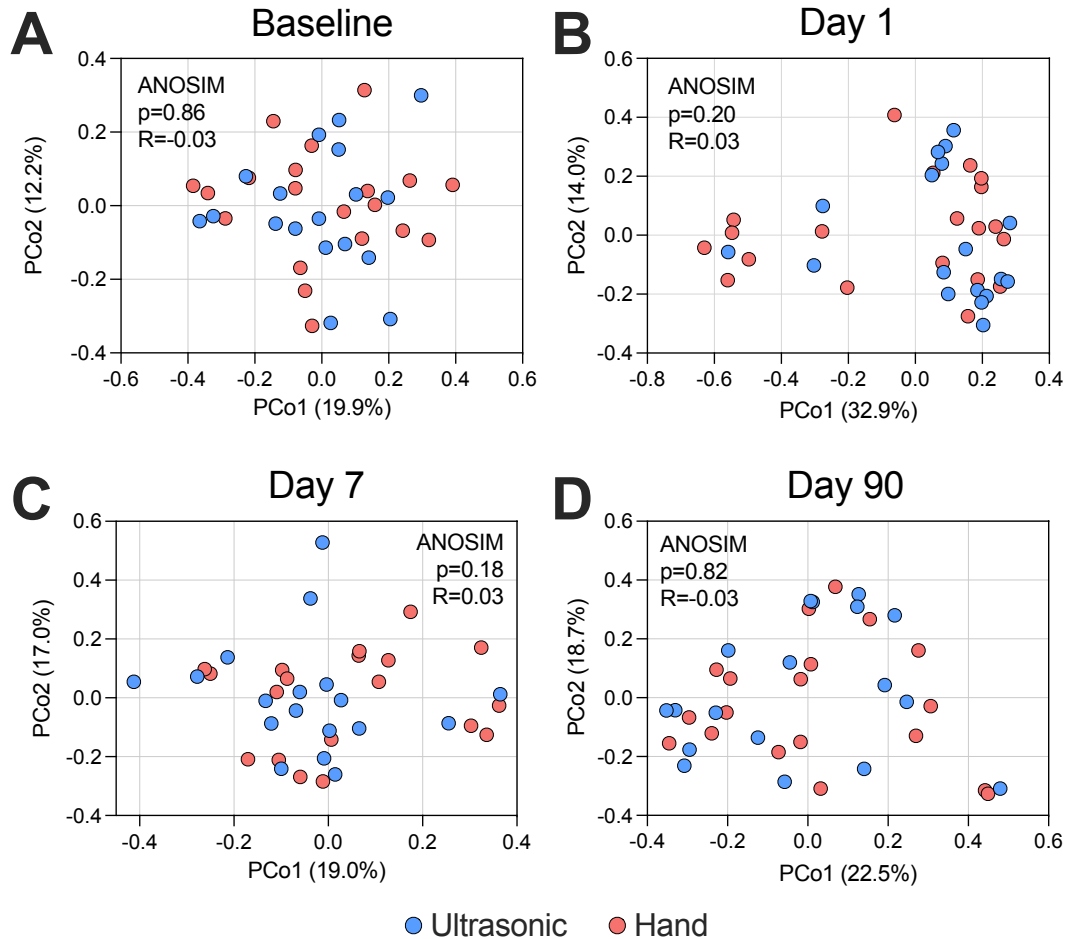 A
Baseline
ANOSIM
p=0.86
R=-0.03
0.4
0.2
0.0
-0.2
-0.4
PCo2 (12.2%)
-0.6
-0.4
-0.2
0.0
0.2
0.4
0.6
PCo1 (19.9%)
B
Day 1
ANOSIM
p=0.20
R=0.03
0.6
0.4
0.2
0.0
-0.2
-0.4
PCo2 (14.0%)
-0.8
-0.6
-0.4
-0.2
0.0
0.2
0.4
PCo1 (32.9%)
C
Day 7
ANOSIM
p=0.18
R=0.03
0.6
0.4
0.2
0.0
-0.2
-0.4
PCo2 (17.0%)
-0.4
-0.2
0.0
0.2
0.4
PCo1 (19.0%)
D
Day 90
ANOSIM
p=0.82
R=-0.03
0.6
0.4
0.2
0.0
-0.2
-0.4
PCo2 (18.7%)
-0.4
-0.2
0.0
0.2
0.4
0.6
PCo1 (22.5%)
Ultrasonic
Hand